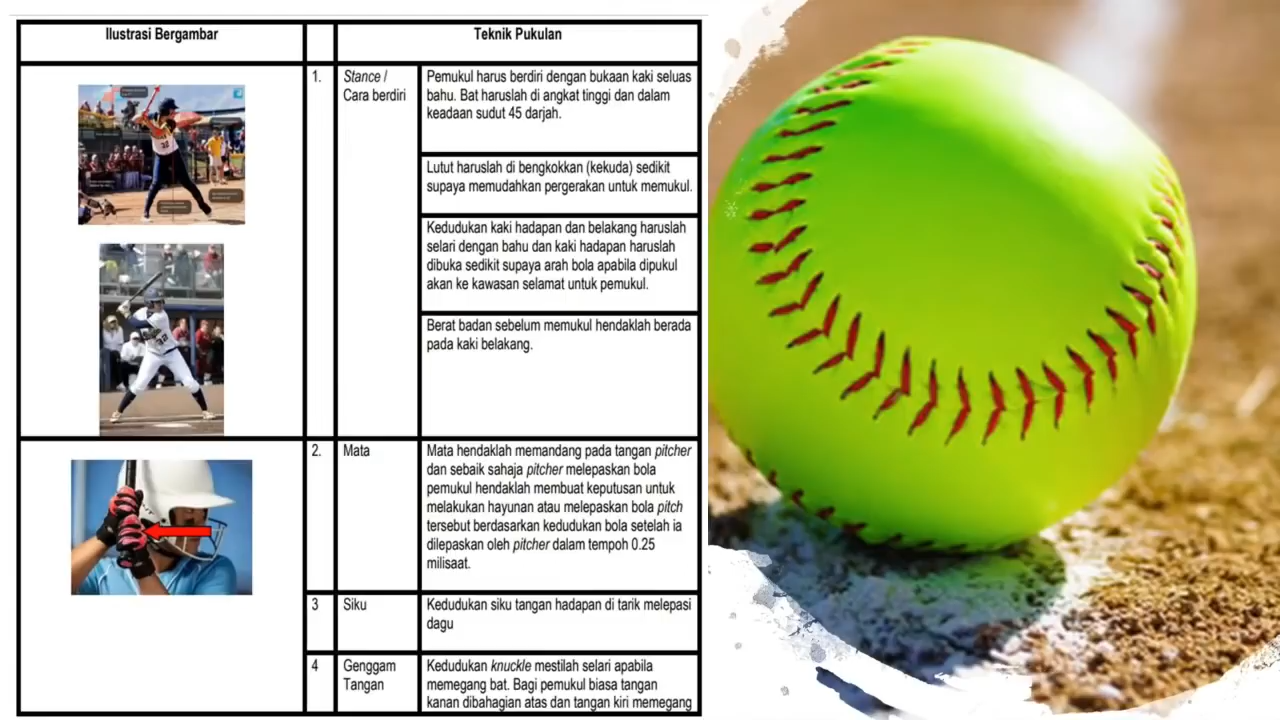 Ilustrasi Bergambar
Teknik Pukulan
1.
Stance /
Cara berdiri
Pemukul harus berdiri dengan bukaan kaki seluas
bahu. Bat haruslah di angkat tinggi dan dalam
keadaan sudut 45 darjah.
Lutut haruslah di bengkokkan (kekuda) sedikit
supaya memudahkan pergerakan untuk memukul.
Kedudukan kaki hadapan dan belakang haruslah
selari dengan bahu dan kaki hadapan haruslah
dibuka sedikit supaya arah bola apabila dipukul
akan ke kawasan selamat untuk pemukul.
Berat badan sebelum memukul hendaklah berada
pada kaki belakang.
2.
Mata
Mata hendaklah memandang pada tangan pitcher
dan sebaik sahaja pitcher melepaskan bola
pemukul hendaklah membuat keputusan untuk
melakukan hayunan atau melepaskan bola pitch
tersebut berdasarkan kedudukan bola setelah ia
dilepaskan oleh pitcher dalam tempoh 0.25
milisaat.
3
Siku
Kedudukan siku tangan hadapan di tarik melepasi
dagu
4
Genggam
Tangan
Kedudukan knuckle mestilah selari apabila
memegang bat. Bagi pemukul biasa tangan
kanan dibahagian atas dan tangan kiri memegang